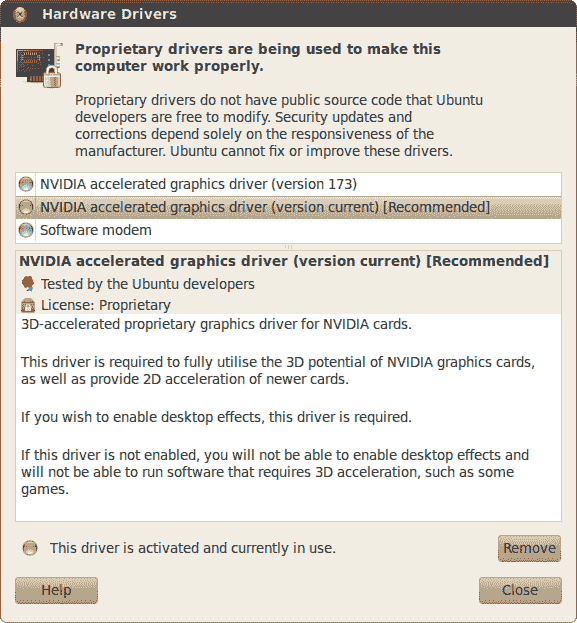 Hardware Drivers
Proprietary drivers are being used to make this
computer work properly.
Proprietary drivers do not have public source code that Ubuntu
developers are free to modify. Security updates and
corrections depend solely on the responsiveness of the
manufacturer. Ubuntu cannot fix or improve these drivers.
NVIDIA accelerated graphics driver (version 173)
NVIDIA accelerated graphics driver (version current) [Recommended]
Software modem
NVIDIA accelerated graphics driver (version current) [Recommended]
Tested by the Ubuntu developers
License: Proprietary
3D-accelerated proprietary graphics driver for NVIDIA cards.
This driver is required to fully utilise the 3D potential of NVIDIA graphics cards,
as well as provide 2D acceleration of newer cards.
If you wish to enable desktop effects, this driver is required.
If this driver is not enabled, you will not be able to enable desktop effects and
will not be able to run software that requires 3D acceleration, such as some
games.
This driver is activated and currently in use.
Remove
Help
Close